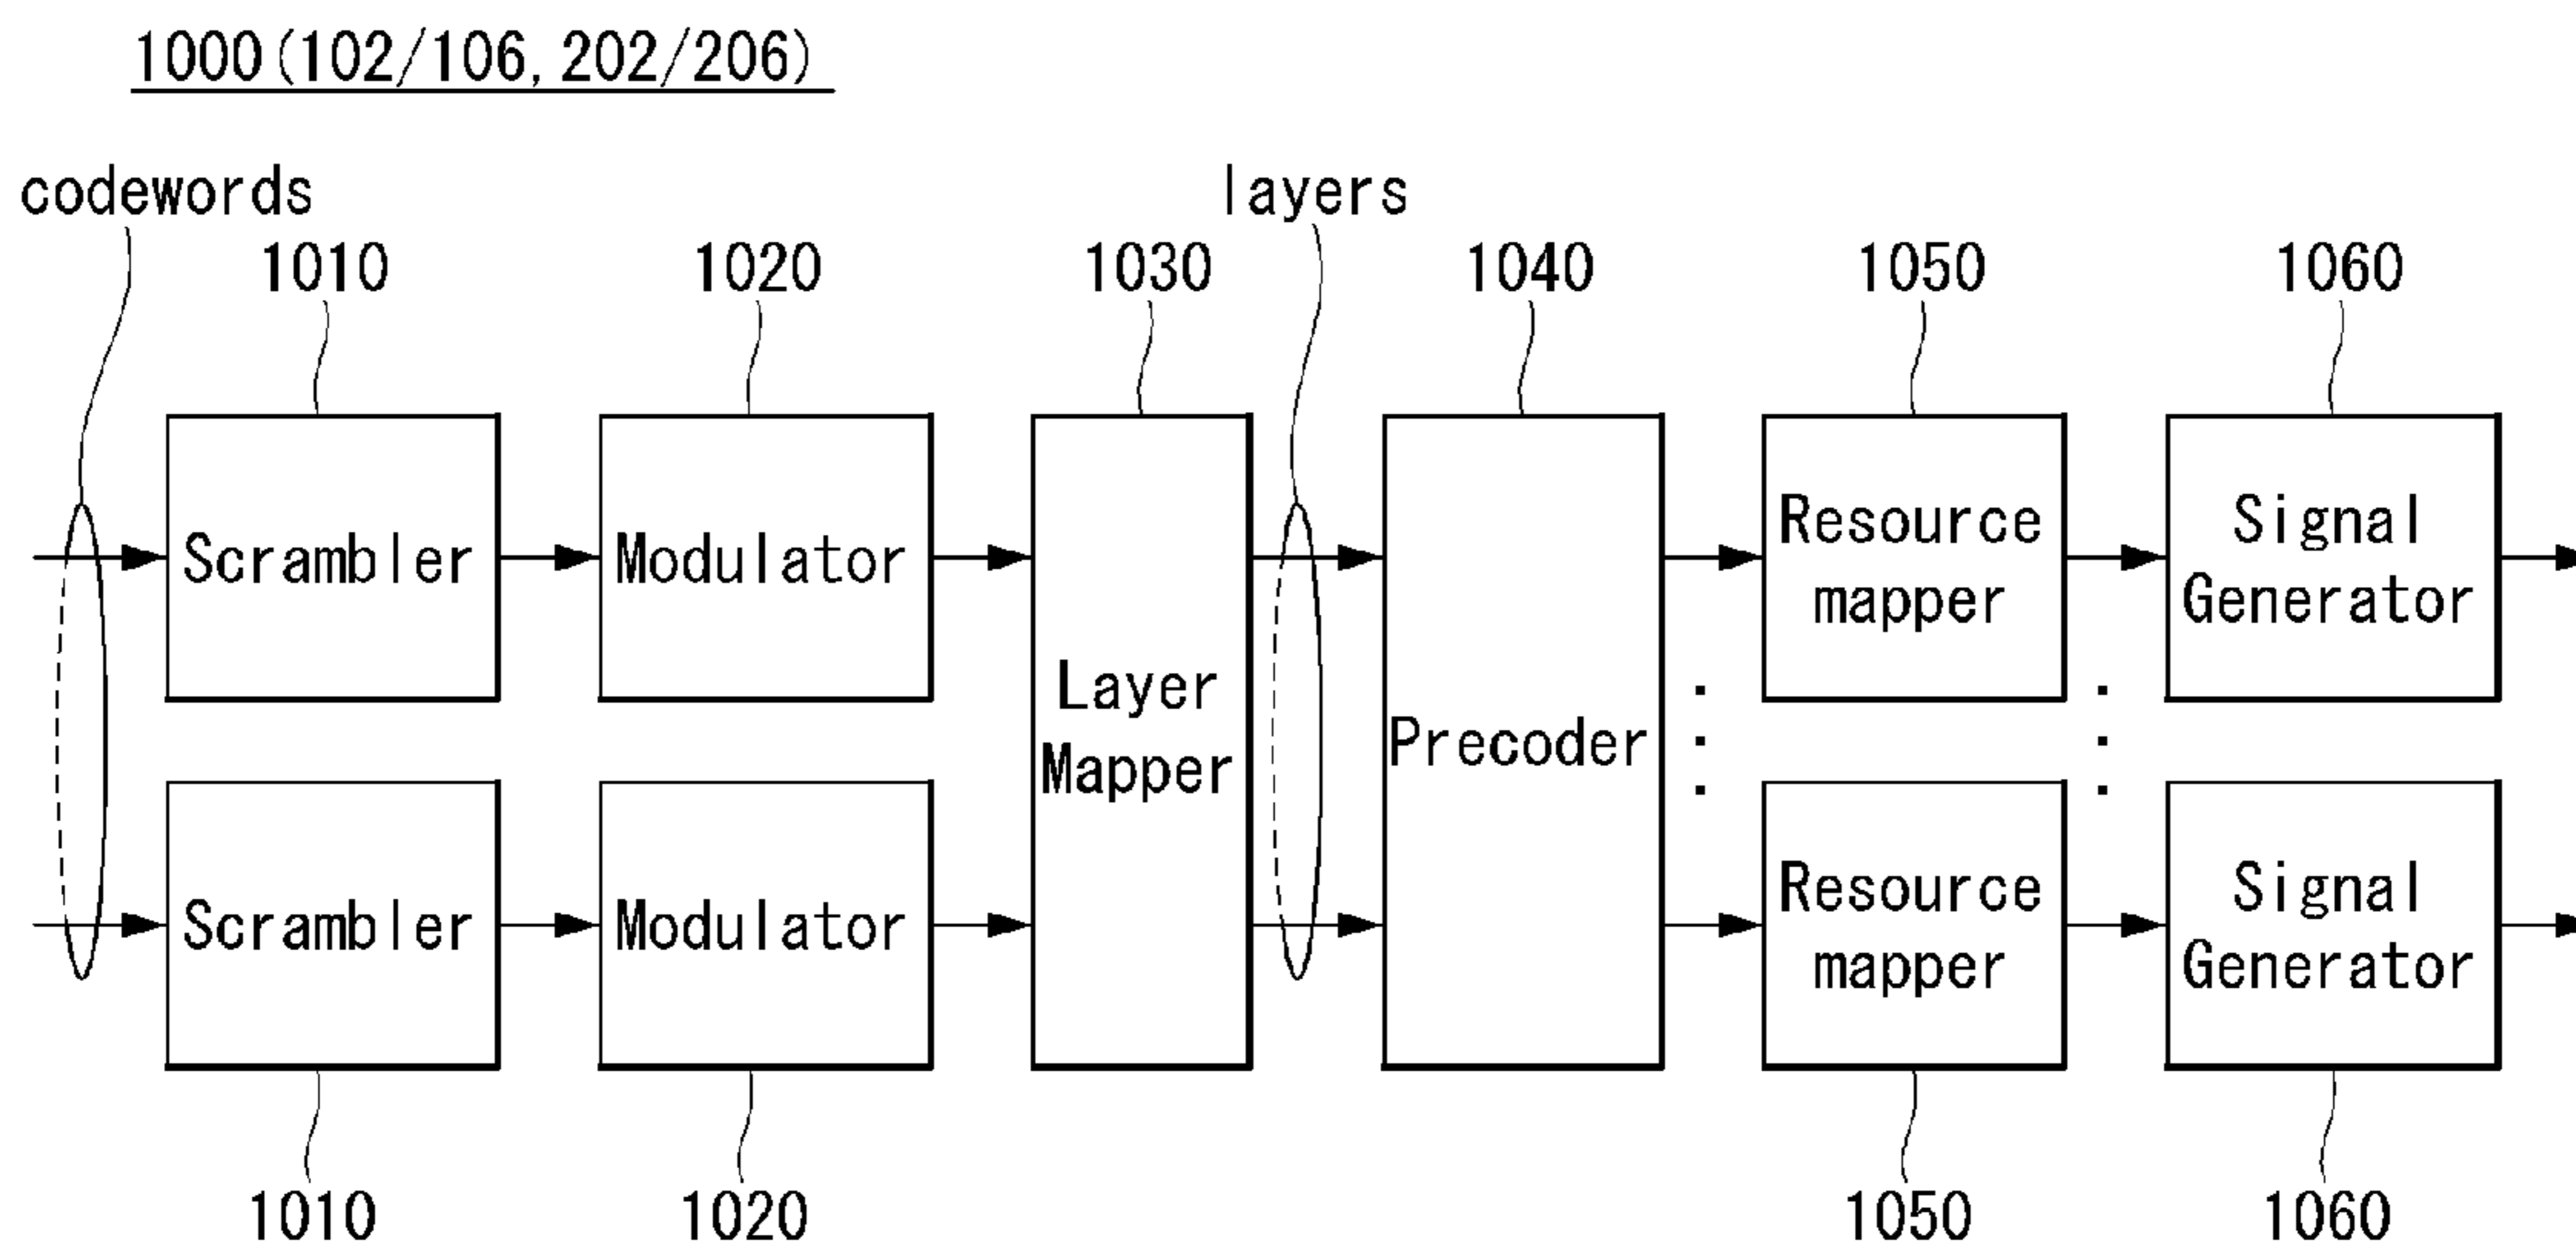 1000(102/106, 202/206)
codewords
layers
1010
1020
1030
1040
1050
1060
Scrambler
Modulator
Layer
Mapper
Precoder
Resource
mapper
Signal
Generator
Scrambler
Modulator
Resource
mapper
Signal
Generator
1010
1020
1050
1060